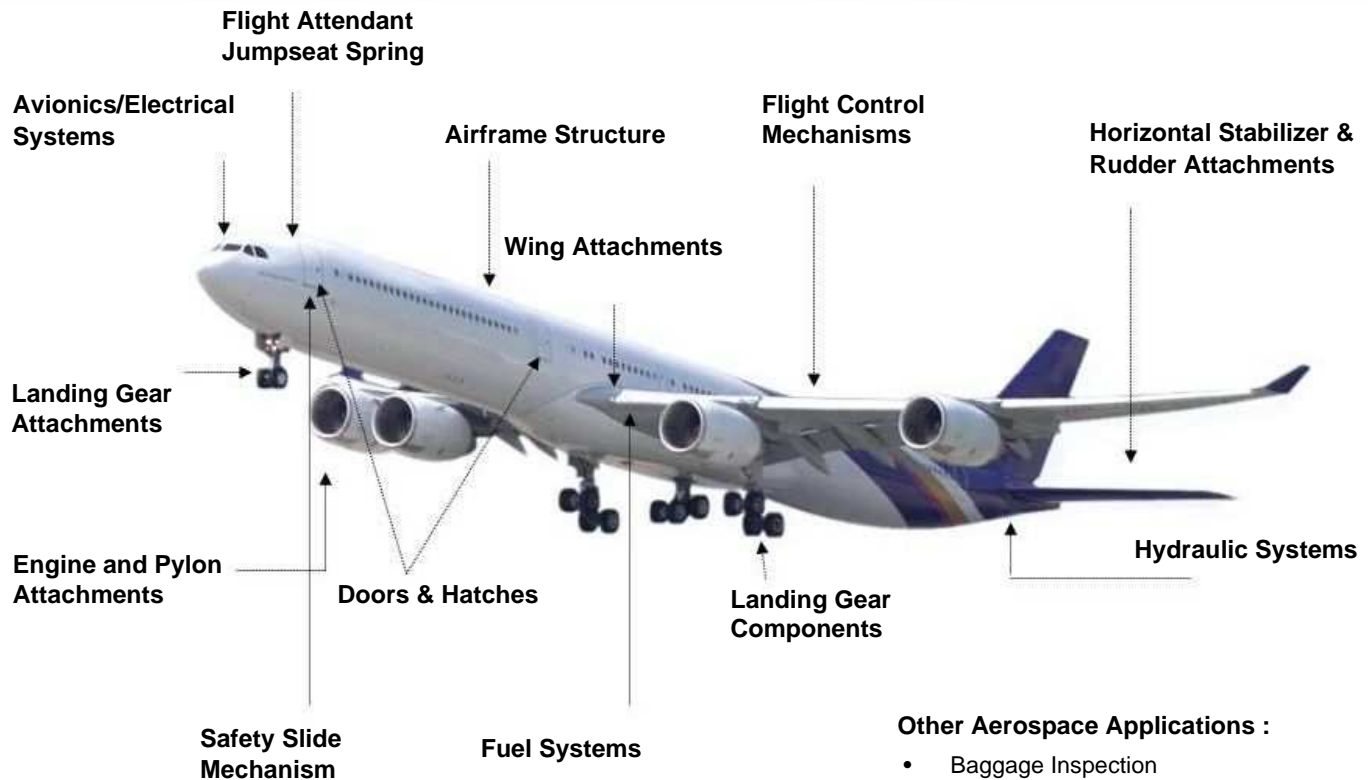 Flight Attendant
Jumpseat Spring
Avionics/Electrical
Systems
Airframe Structure
Flight Control
Mechanisms
Horizontal Stabilizer &
Rudder Attachments
Wing Attachments
Landing Gear
Attachments
Engine and Pylon
Attachments
Doors & Hatches
Landing Gear
Components
Hydraulic Systems
Safety Slide
Mechanism
Fuel Systems
Other Aerospace Applications :
• Baggage Inspection